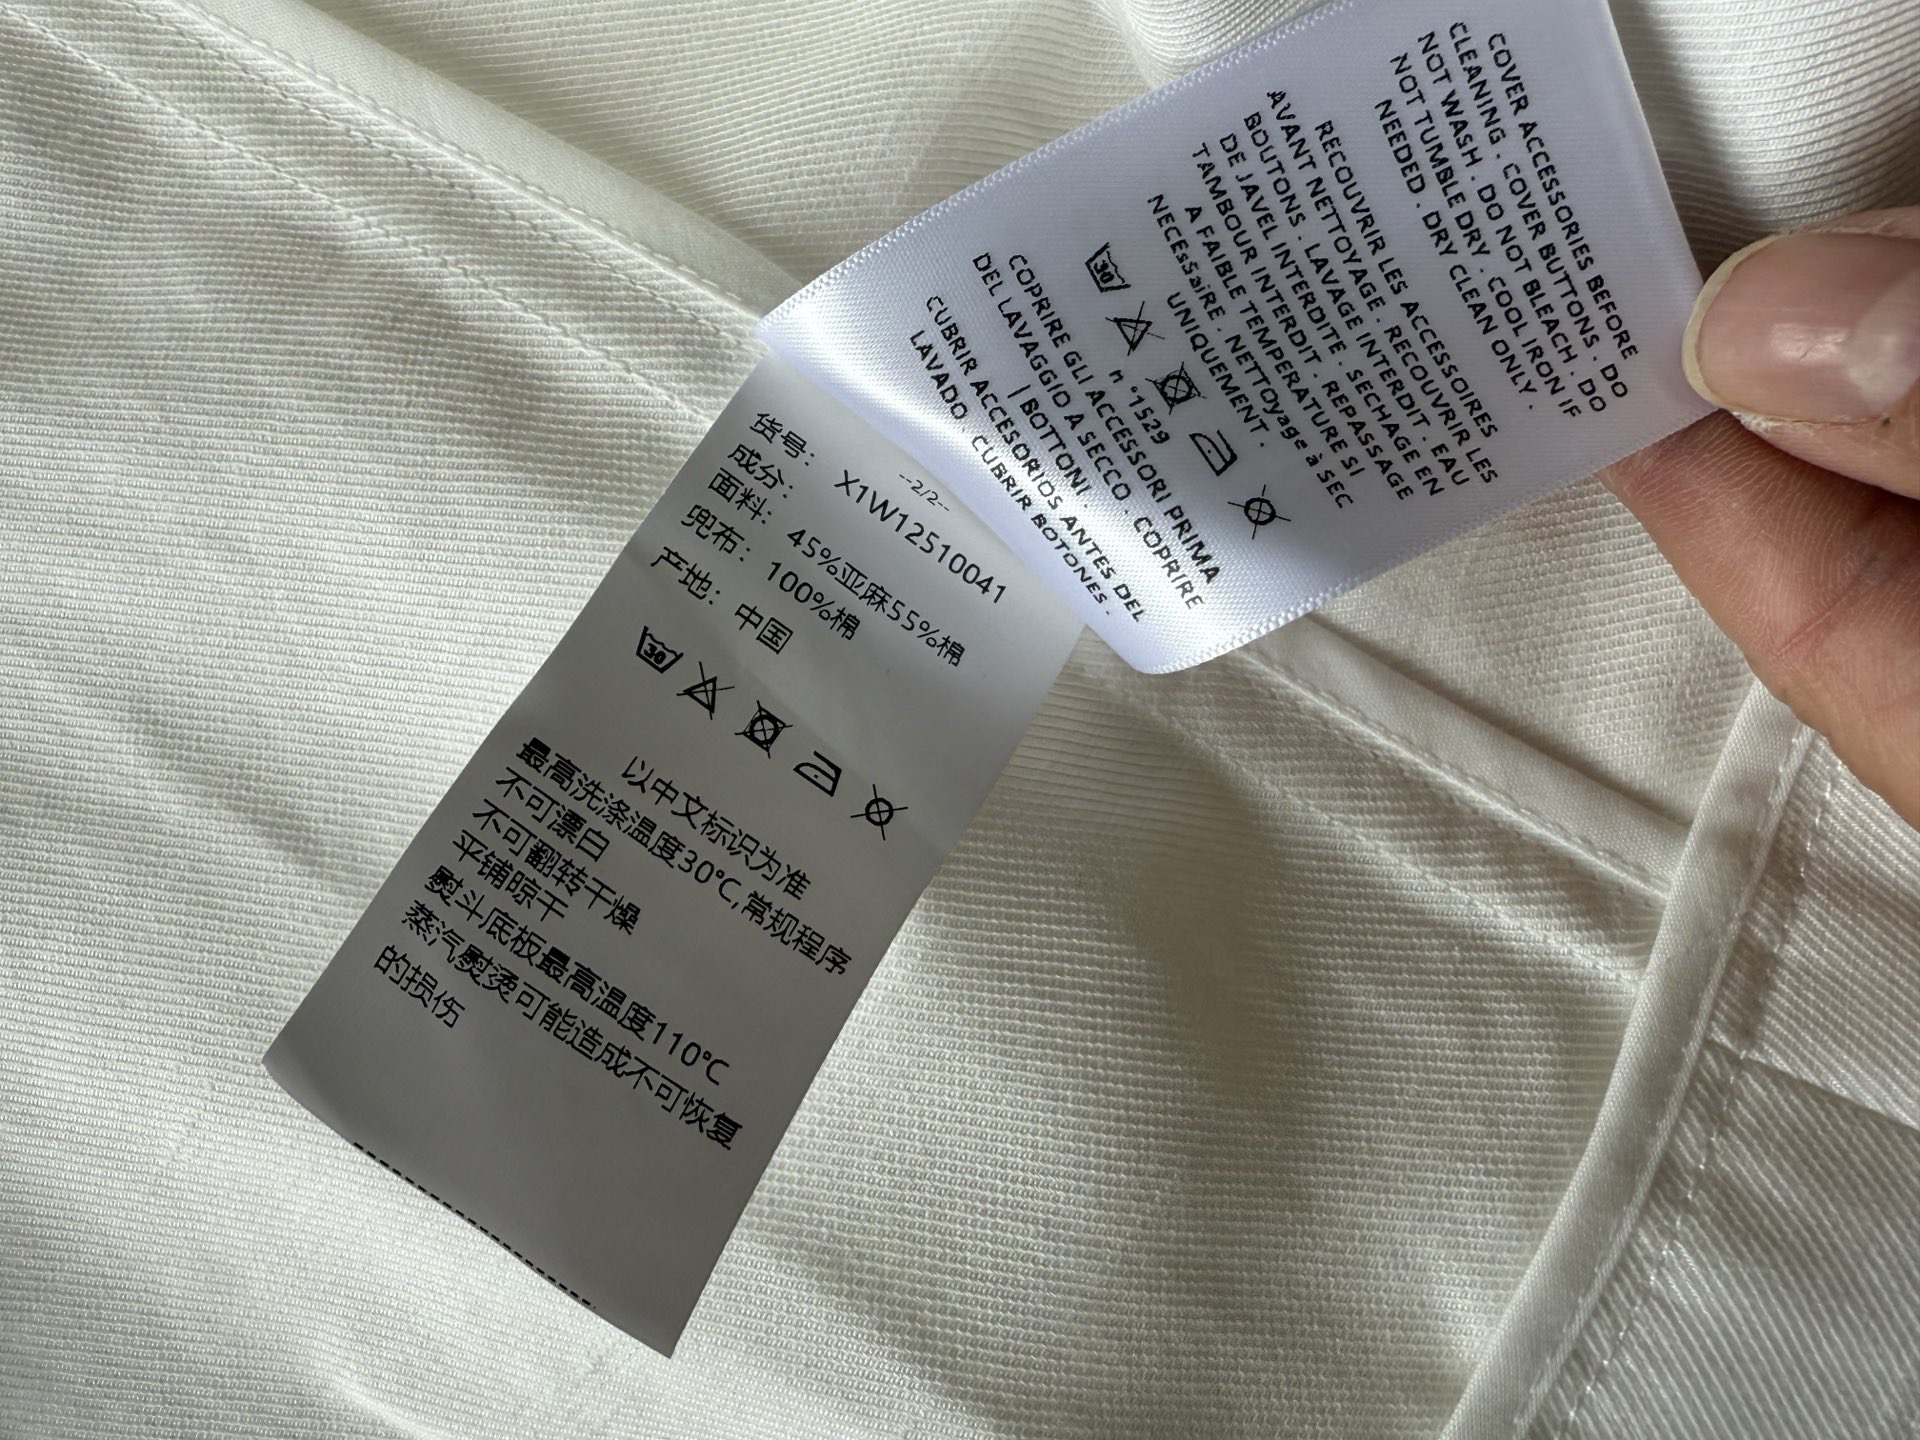 COVER ACCESSORIES BEFORE
CLEANING . COVER BUTTONS . DO
NOT WASH . DO NOT BLEACH . DO
NOT TUMBLE DRY . COOL IRON IF
NEEDED . DRY CLEAN ONLY .
RECOUVRIR LES ACCESSOIRES
AVANT NETTOYAGE . RECOUVRIR LES
BOUTONS . LAVAGE INTERDIT . EAU
DE JAVEL INTERDITE . SECHAGE EN
TAMBOUR INTERDIT . REPASSAGE
A FAIBLE TEMPERATURE SI
NECESSAIRE . NETTOyage à SEC
UNIQUEMENT .
30
n °1529
COPRIRE GLI ACCESSORI PRIMA
DEL LAVAGGIO A SECCO . COPRIRE
I BOTTONI .
CUBRIR ACCESORIOS ANTES DEL
LAVADO . CUBRIR BOTONES .
--2/2--
货号： X1W12510041
成分：
面料： 45%亚麻55%棉
兜布： 100%棉
产地： 中国
30
以中文标识为准
最高洗涤温度30℃,常规程序
不可漂白
不可翻转干燥
平铺晾干
熨斗底板最高温度110℃
蒸汽熨烫可能造成不可恢复
的损伤